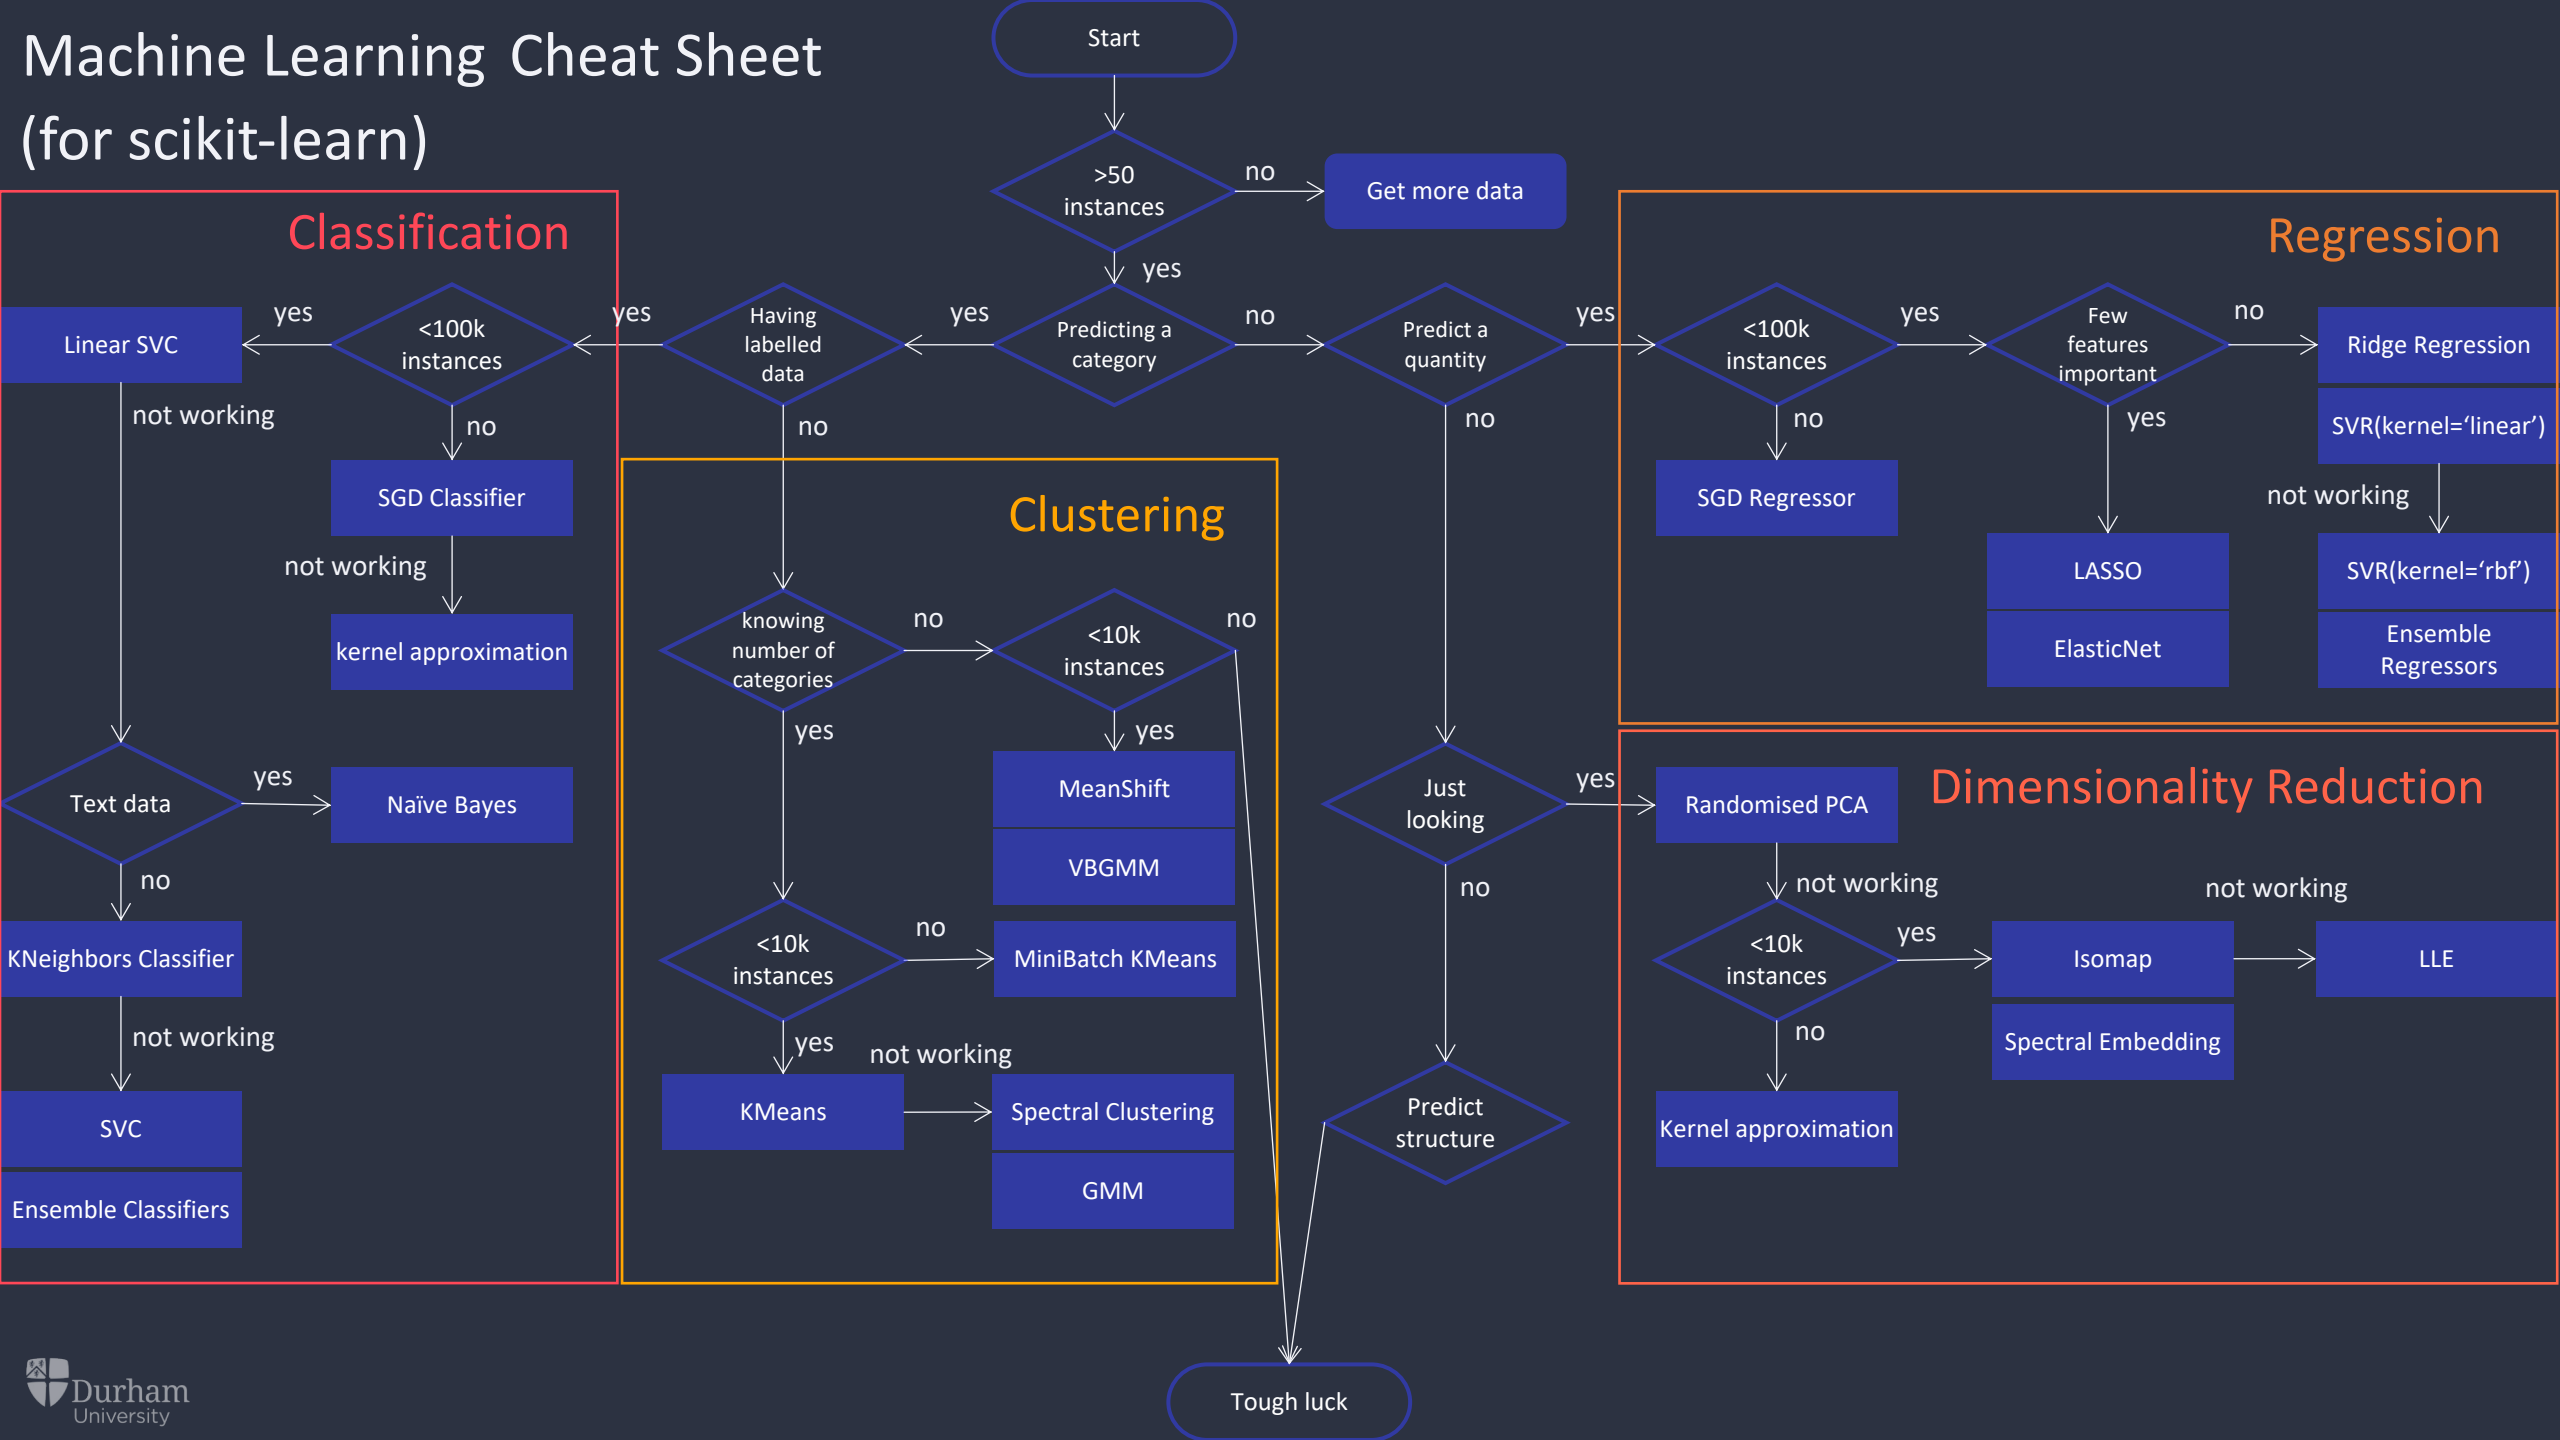 Machine Learning Cheat Sheet
(for scikit-learn)
Start
>50
instances
no
Get more data
yes
Classification
Linear SVC
yes
<100k
instances
yes
Having
labelled
data
yes
Predicting a
category
no
Predict a
quantity
yes
not working
no
SGD Classifier
not working
kernel approximation
Text data
yes
Naïve Bayes
no
KNeighbors Classifier
not working
SVC
Ensemble Classifiers
no
Clustering
knowing
number of
categories
no
<10k
instances
no
yes
MeanShift
VBGMM
yes
<10k
instances
no
MiniBatch KMeans
yes
KMeans
not working
Spectral Clustering
GMM
no
Just
looking
yes
no
Predict
structure
Regression
<100k
instances
yes
Few
features
important
no
Ridge Regression
SVR(kernel=‘linear’)
no
SGD Regressor
yes
LASSO
ElasticNet
not working
SVR(kernel=‘rbf’)
Ensemble
Regressors
Dimensionality Reduction
Randomised PCA
not working
<10k
instances
yes
Isomap
Spectral Embedding
not working
LLE
no
Kernel approximation
Tough luck
Durham
University